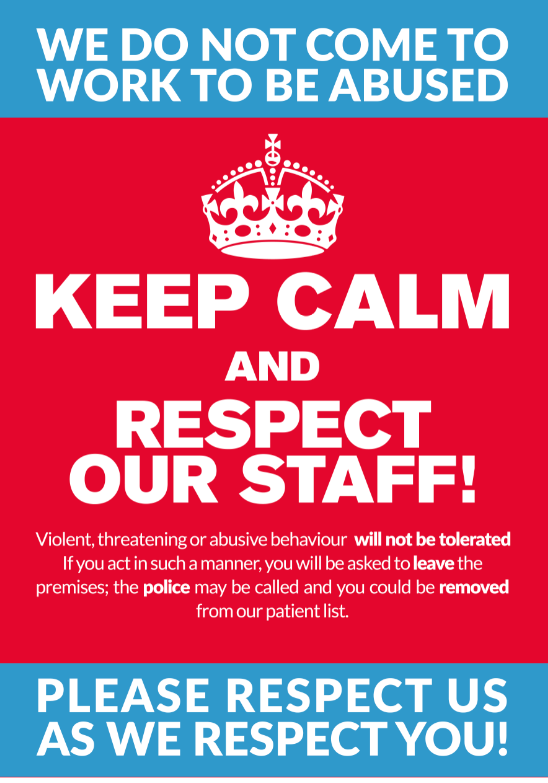 WE DO NOT COME TO
WORK TO BE ABUSED
KEEP CALM
AND
RESPECT
OUR STAFF!
Violent, threatening or abusive behaviour will not be tolerated
If you act in such a manner, you will be asked to leave the
premises; the police may be called and you could be removed
from our patient list.
PLEASE RESPECT US
AS WE RESPECT YOU!